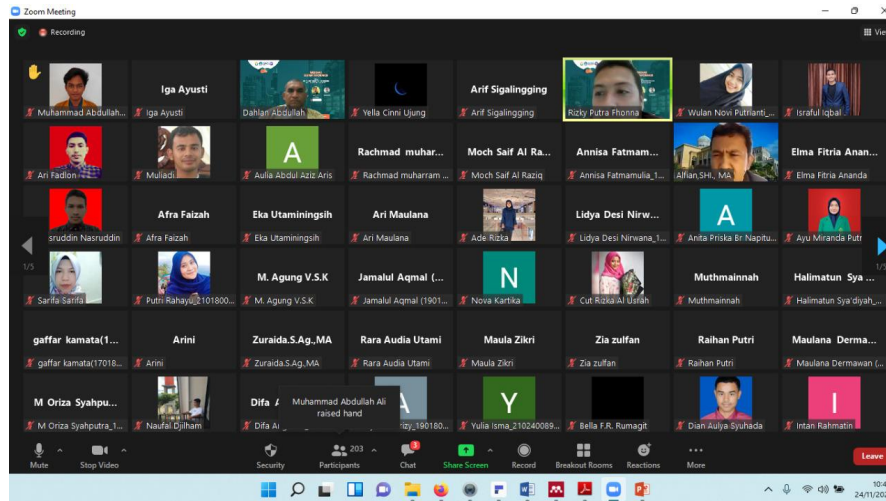 Zoom Meeting
Recording
View
Iga Ayusti
Arif Sigalingging
Muhammad Abdullah...
Iga Ayusti
Dahlan Abdullah
Yella Cinni Ujung
Arif Sigalingging
Rizky Putra Fhonna
Wulan Novi Putrianti_...
Israful Iqbal
A
Rachmad muhar...
Moch Saif Al Ra...
Annisa Fatmam...
Elma Fitria Anan...
Ari Fadlon
Muliadi
Aulia Abdul Aziz Aris
Rachmad muharram ...
Moch Saif Al Raziq
Annisa Fatmamulia_1...
Alfian,SHI., MA
Elma Fitria Ananda
Afra Faizah
Eka Utaminingsih
Ari Maulana
Lidya Desi Nirw...
A
sruddin Nasruddin
Afra Faizah
Eka Utaminingsih
Ari Maulana
Ade Rizka
Lidya Desi Nirwana_1...
Anita Priska Br Napitu...
Ayu Miranda Putr
1/5
1/5
M. Agung V.S.K
Jamalul Aqmal (...
N
Muthmainnah
Halimatun Sya ...
Sarifa Sarifa
Putri Rahayu_2101800...
M. Agung V.S.K
Jamalul Aqmal (1901...
Nova Kartika
Cut Rizka Al Usrah
Muthmainnah
Halimatun Sya'diyah_...
gaffar kamata(1...
Arini
Zuraida.S.Ag.,MA
Rara Audia Utami
Maula Zikri
Zia zulfan
Raihan Putri
Maulana Derma...
gaffar kamata(17018...
Arini
Zuraida.S.Ag.,MA
Rara Audia Utami
Maula Zikri
Zia zulfan
Raihan Putri
Maulana Dermawan (...
M Oriza Syahpu...
Difa A
Muhammad Abdullah Ali
raised hand
Y
I
M Oriza Syahputra_1...
Naufal Djilham
Difa
rizy_190180...
Yulia Isma_210240089...
Bella F.R. Rumagit
Dian Aulya Syuhada
Intan Rahmatin
Mute
Stop Video
Security
Participants
203
Chat
3
Share Screen
Record
Breakout Rooms
Reactions
More
Leave
10:4
24/11/202